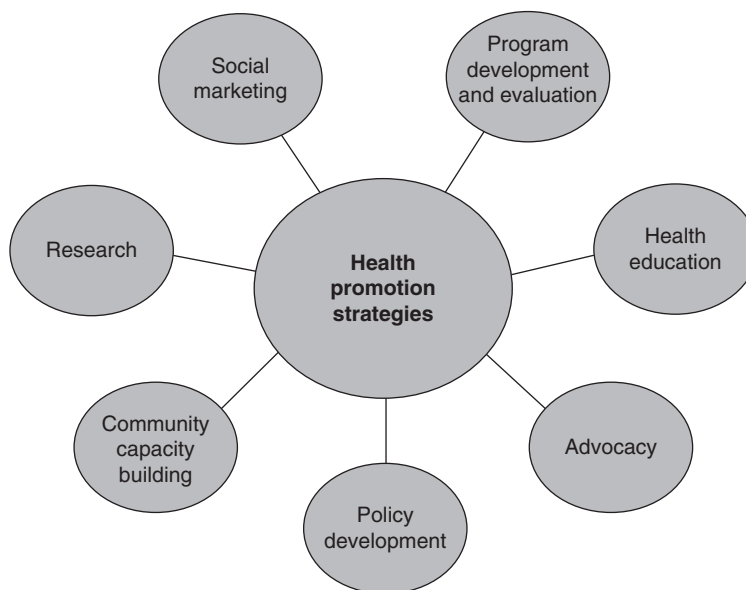 Health
promotion
strategies
Social
marketing
Program
development
and evaluation
Health
education
Advocacy
Policy
development
Community
capacity
building
Research